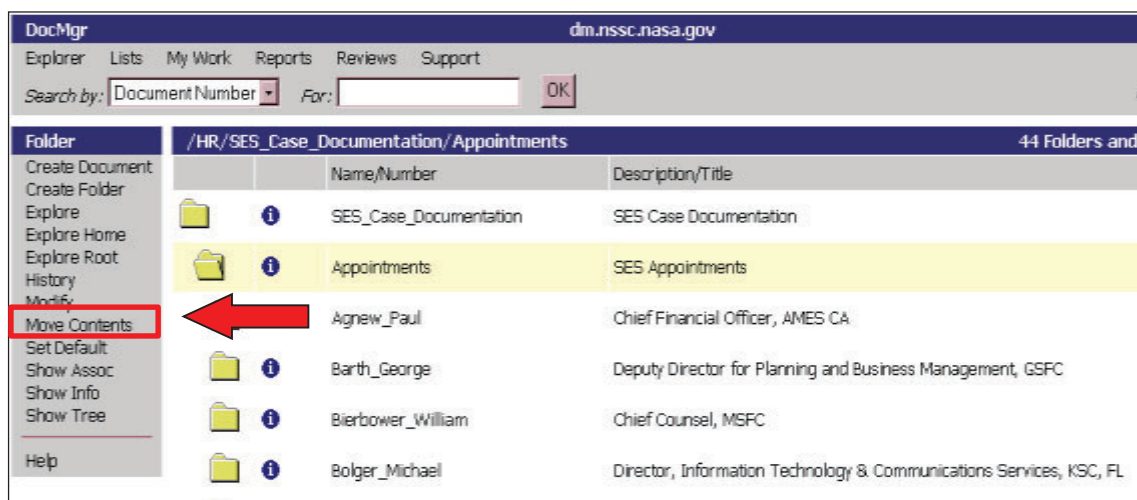 DocMgr dm.nssc.nasa.gov
Explorer Lists My Work Reports Reviews Support
Search by: Document Number For: OK
Folder
Create Document
Create Folder
Explore
Explore Home
Explore Root
History
Modify
Move Contents
Set Default
Show Assoc
Show Info
Show Tree
Help
/HR/SES_Case_Documentation/Appointments 44 Folders and
Name/Number Description/Title
SES_Case_Documentation SES Case Documentation
Appointments SES Appointments
Agnew_Paul Chief Financial Officer, AMES CA
Barth_George Deputy Director for Planning and Business Management, GSFC
Bierbower_William Chief Counsel, MSFC
Bolger_Michael Director, Information Technology & Communications Services, KSC, FL